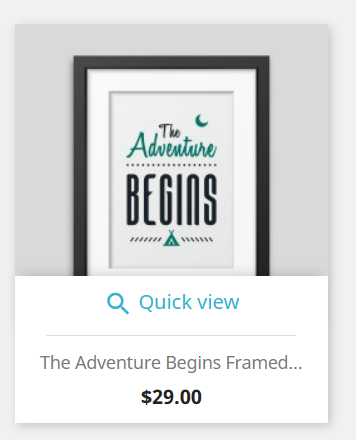 The
Adventure
BEGINS
Quick view
The Adventure Begins Framed...
$29.00